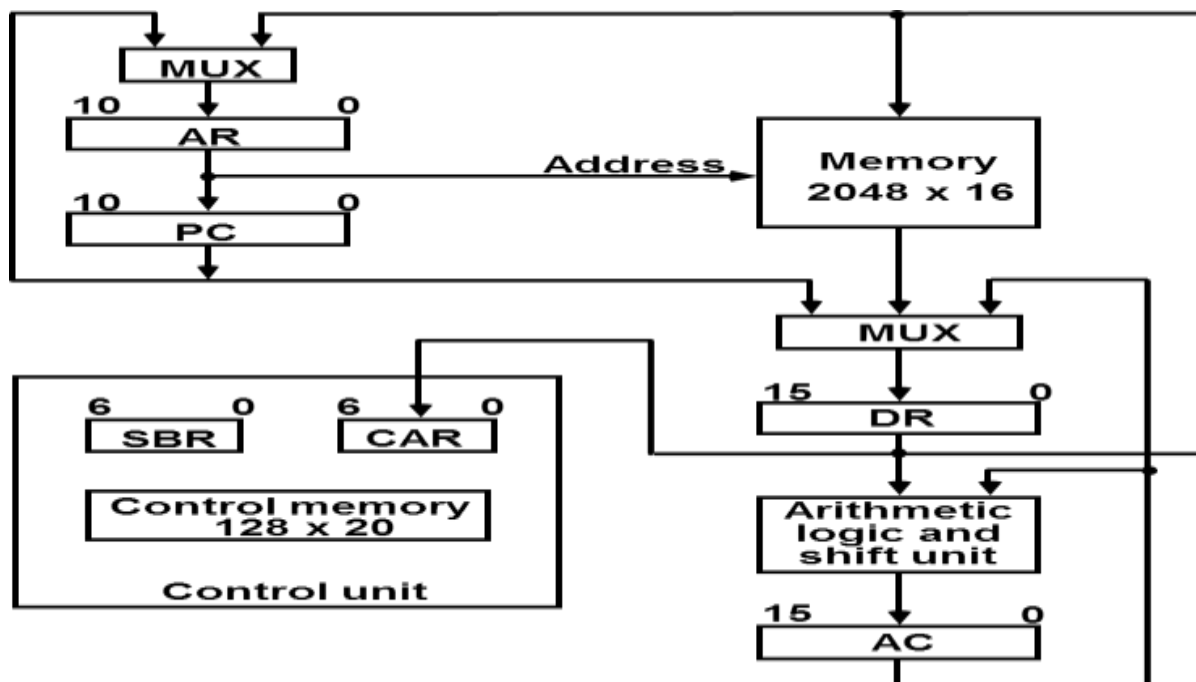 MUX
10 0
AR
Address
Memory
2048 x 16
10 0
PC
MUX
15 0
DR
6 0
SBR
6 0
CAR
Control memory
128 x 20
Control unit
Arithmetic
logic and
shift unit
15 0
AC